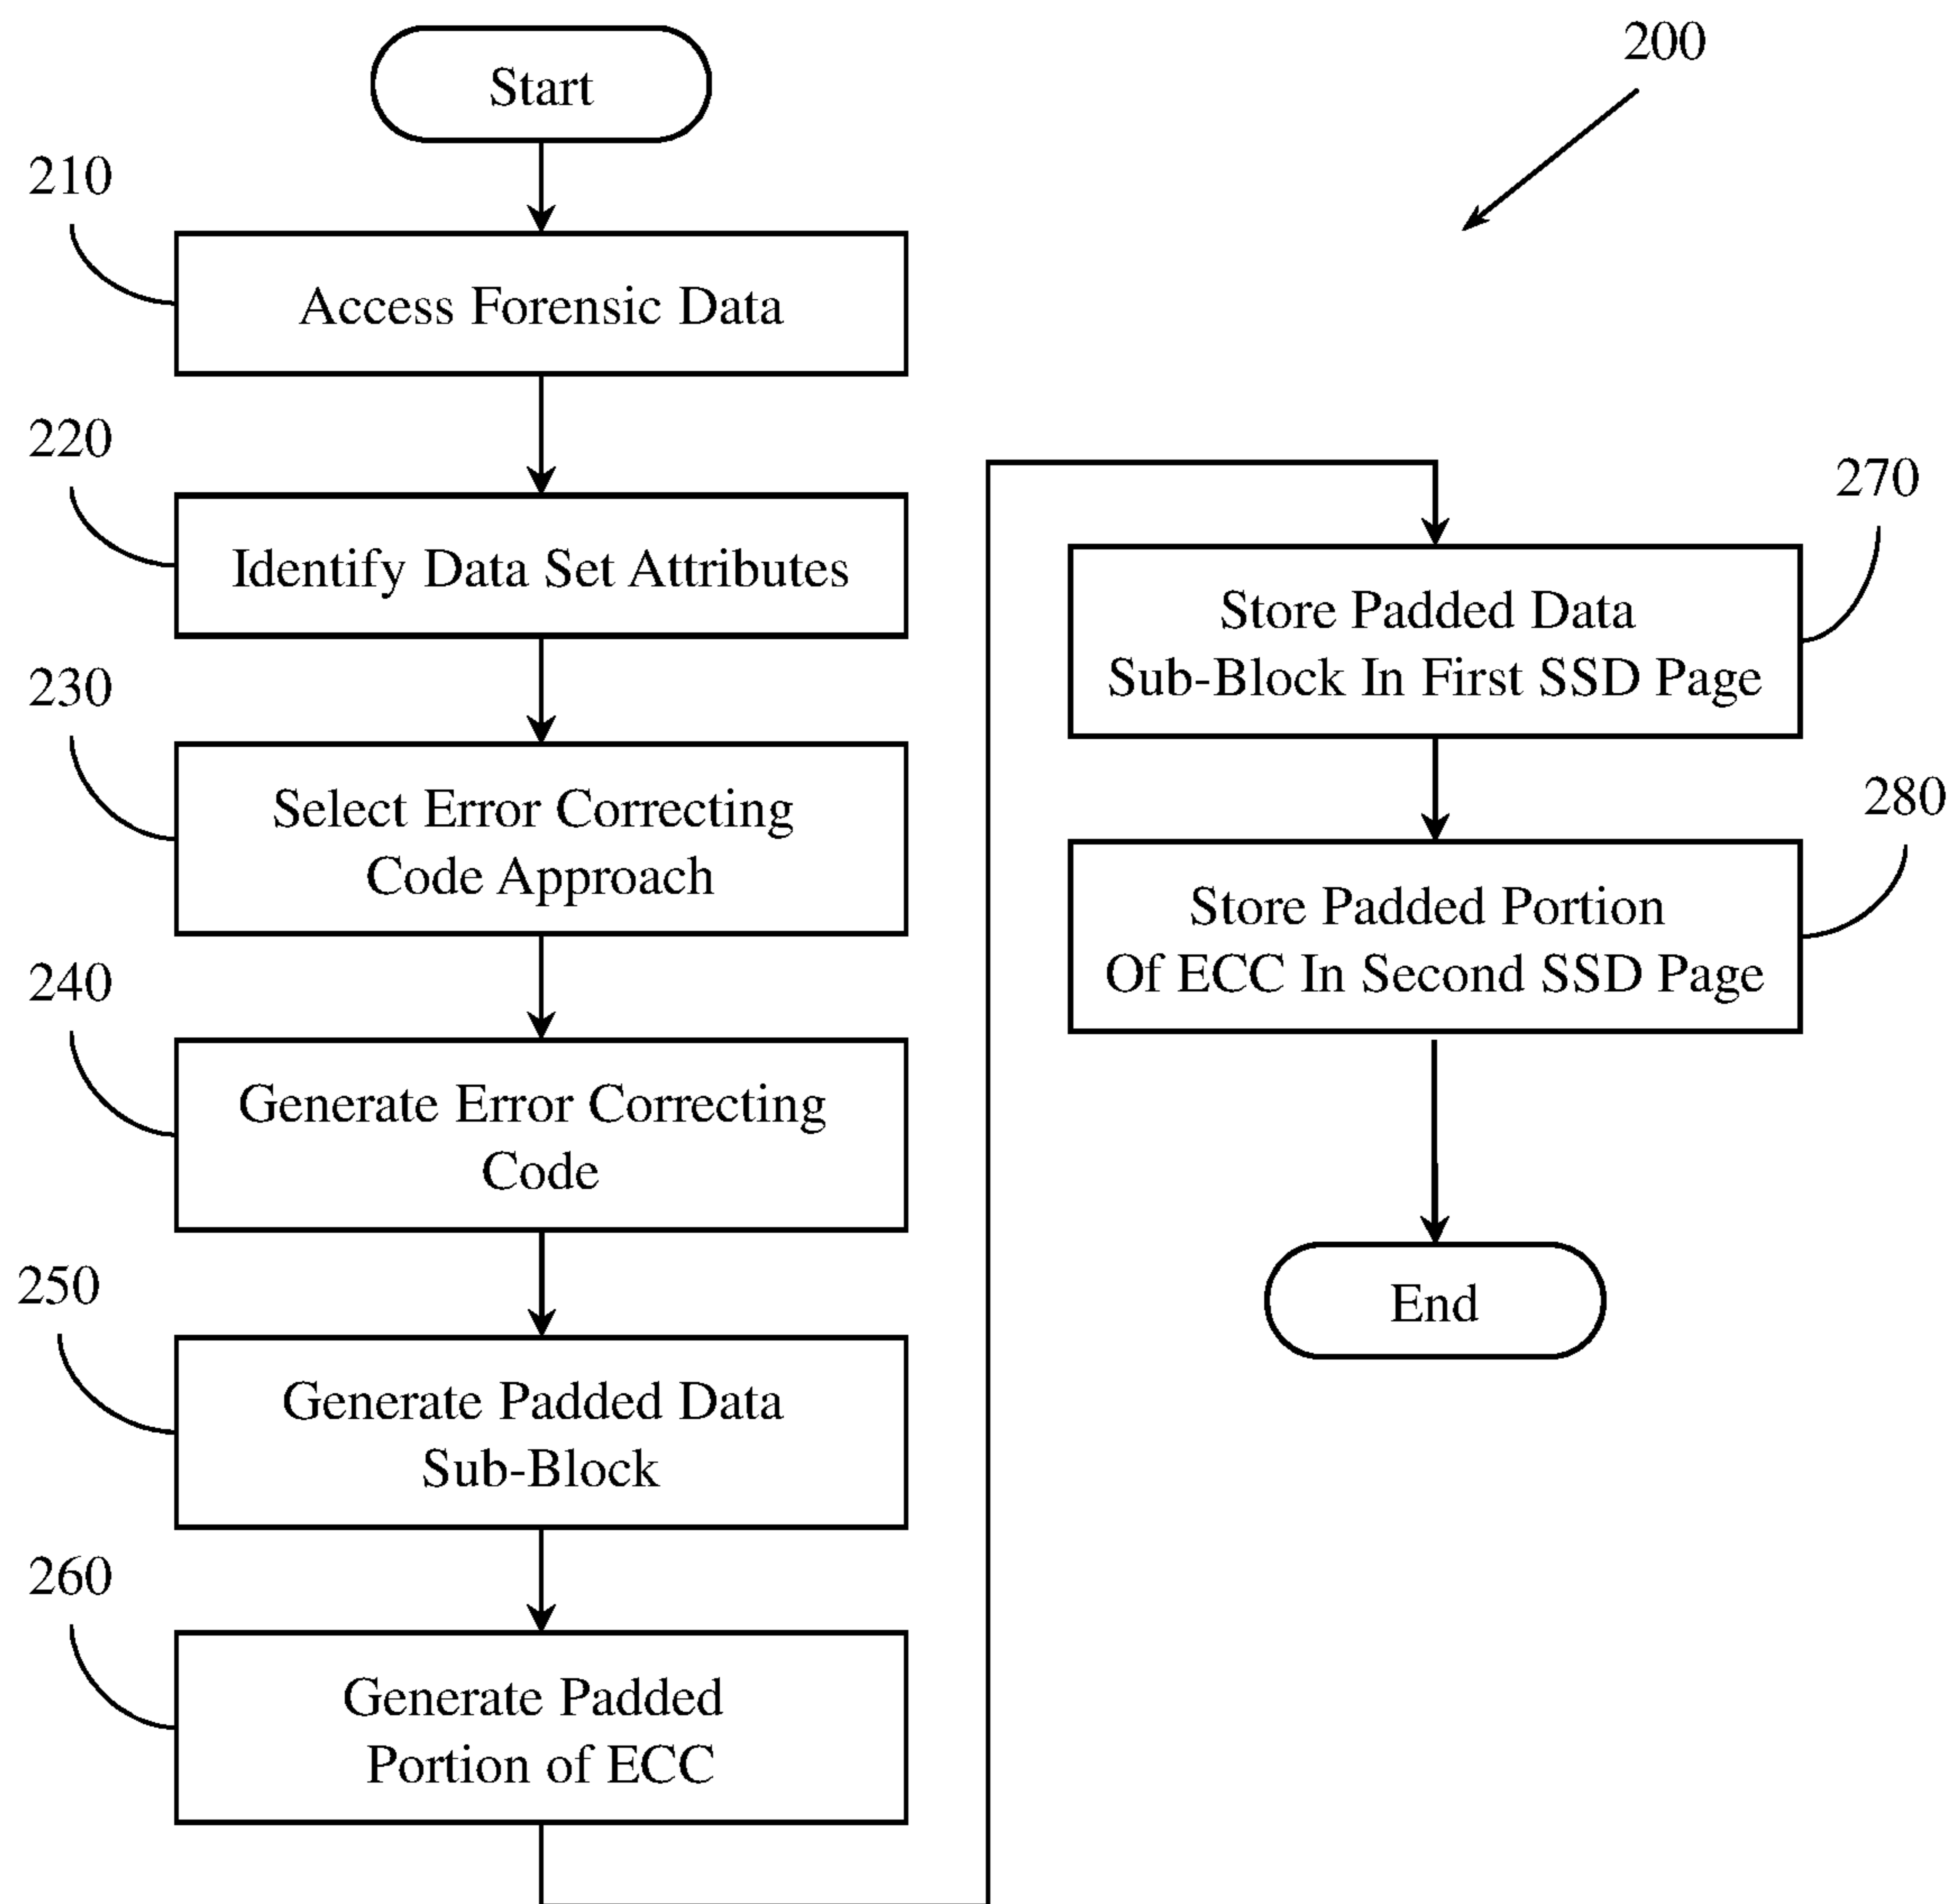 Start
200
210
Access Forensic Data
220
Identify Data Set Attributes
230
Select Error Correcting
Code Approach
240
Generate Error Correcting
Code
250
Generate Padded Data
Sub-Block
260
Generate Padded
Portion of ECC
270
Store Padded Data
Sub-Block In First SSD Page
280
Store Padded Portion
Of ECC In Second SSD Page
End